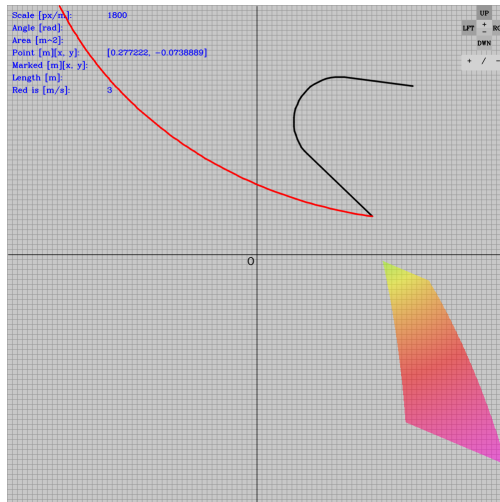 Scale [px/m]: 1800
Angle [rad]:
Area [m-2]:
Point [m][x, y]: [0.277222, -0.0738889]
Marked [m][x, y]:
Length [m]:
Red is [m/s]: 3
UP
LFT + - RG
DWN
+ / -
0